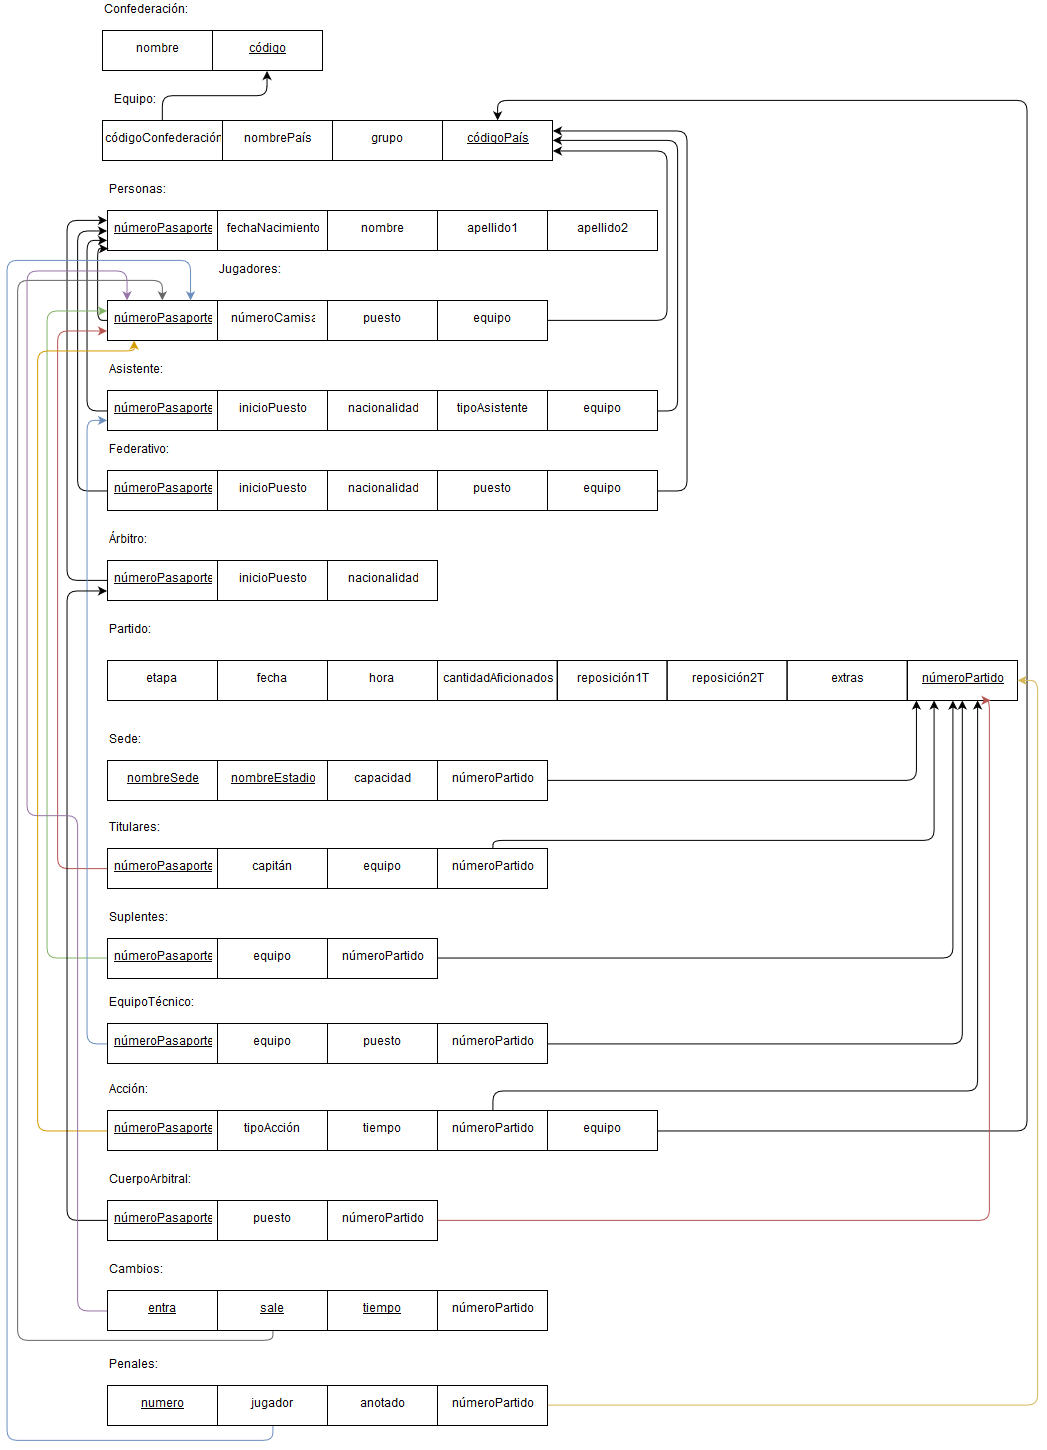 Confederación:
nombre código
Equipo:
códigoConfederación nombrePaís grupo códigoPaís
Personas:
númeroPasaporte fechaNacimiento nombre apellido1 apellido2
Jugadores:
númeroPasaporte númeroCamisa puesto equipo
Asistente:
númeroPasaporte inicioPuesto nacionalidad tipoAsistente equipo
Federativo:
númeroPasaporte inicioPuesto nacionalidad puesto equipo
Árbitro:
númeroPasaporte inicioPuesto nacionalidad
Partido:
etapa fecha hora cantidadAficionados reposición1T reposición2T extras númeroPartido
Sede:
nombreSede nombreEstadio capacidad númeroPartido
Titulares:
númeroPasaporte capitán equipo númeroPartido
Suplentes:
númeroPasaporte equipo númeroPartido
EquipoTécnico:
númeroPasaporte equipo puesto númeroPartido
Acción:
númeroPasaporte tipoAcción tiempo númeroPartido equipo
CuerpoArbitral:
númeroPasaporte puesto númeroPartido
Cambios:
entra sale tiempo númeroPartido
Penales:
numero jugador anotado númeroPartido